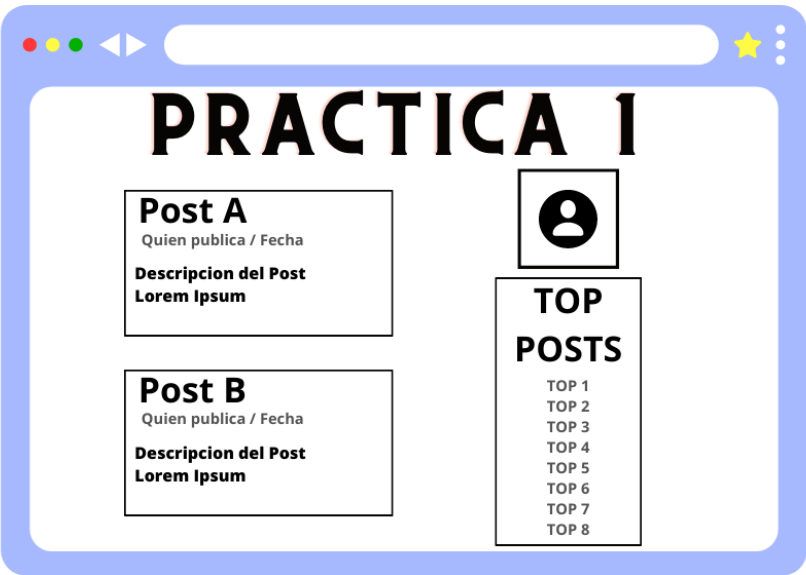 PRACTICA 1
Post A
Quien publica / Fecha
Descripcion del Post
Lorem Ipsum
Post B
Quien publica / Fecha
Descripcion del Post
Lorem Ipsum
TOP
POSTS
TOP 1
TOP 2
TOP 3
TOP 4
TOP 5
TOP 6
TOP 7
TOP 8